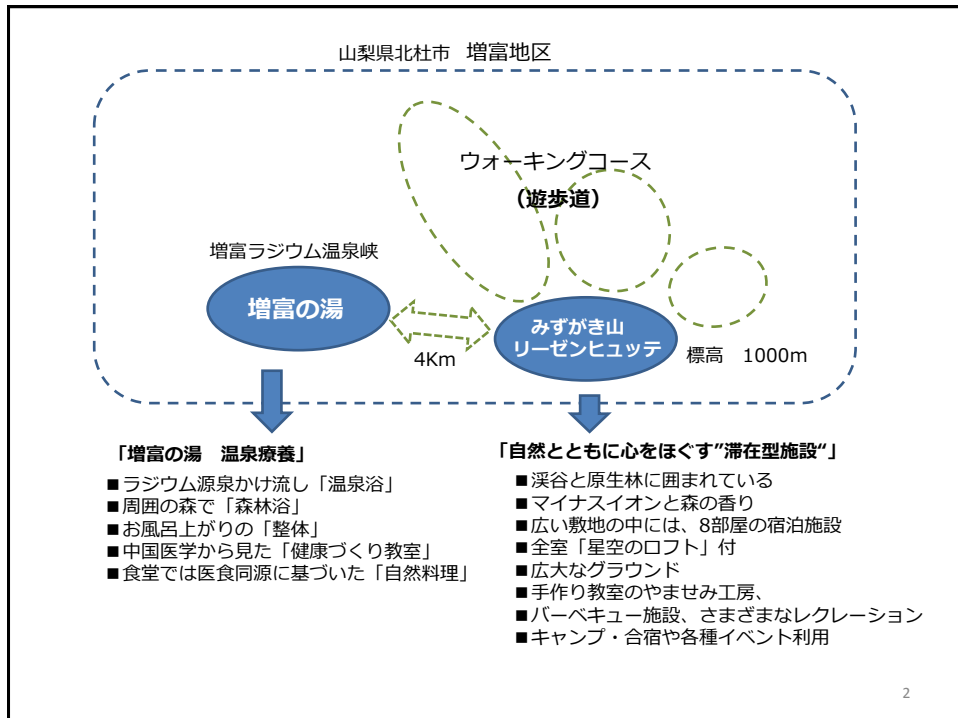 山梨県北杜市　増富地区
ウォーキングコース
（遊歩道）
増富ラジウム温泉峡
増富の湯
4Km
みずがき山
リーゼンヒュッテ
標高　1000m
「増富の湯　温泉療養」
■ラジウム源泉かけ流し「温泉浴」
■周囲の森で「森林浴」
■お風呂上がりの「整体」
■中国医学から見た「健康づくり教室」
■食堂では医食同源に基づいた「自然料理」
「自然とともに心をほぐす”滞在型施設“」
■渓谷と原生林に囲まれている
■マイナスイオンと森の香り
■広い敷地の中には、8部屋の宿泊施設
■全室「星空のロフト」付
■広大なグラウンド
■手作り教室のやませみ工房、
■バーベキュー施設、さまざまなレクレーション
■キャンプ・合宿や各種イベント利用
2